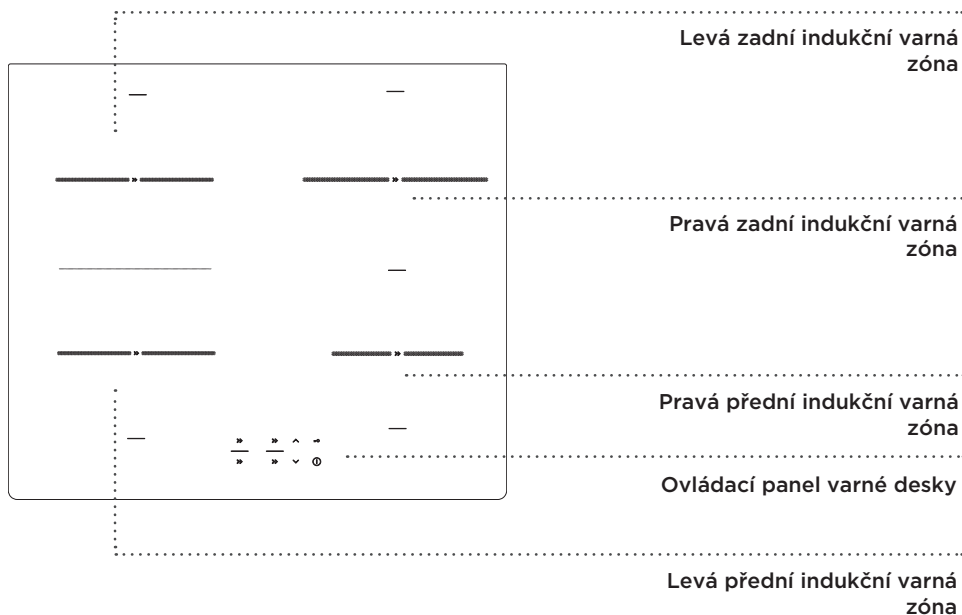 Levá zadní indukční varná
zóna
Pravá zadní indukční varná
zóna
Pravá přední indukční varná
zóna
Ovládací panel varné desky
Levá přední indukční varná
zóna